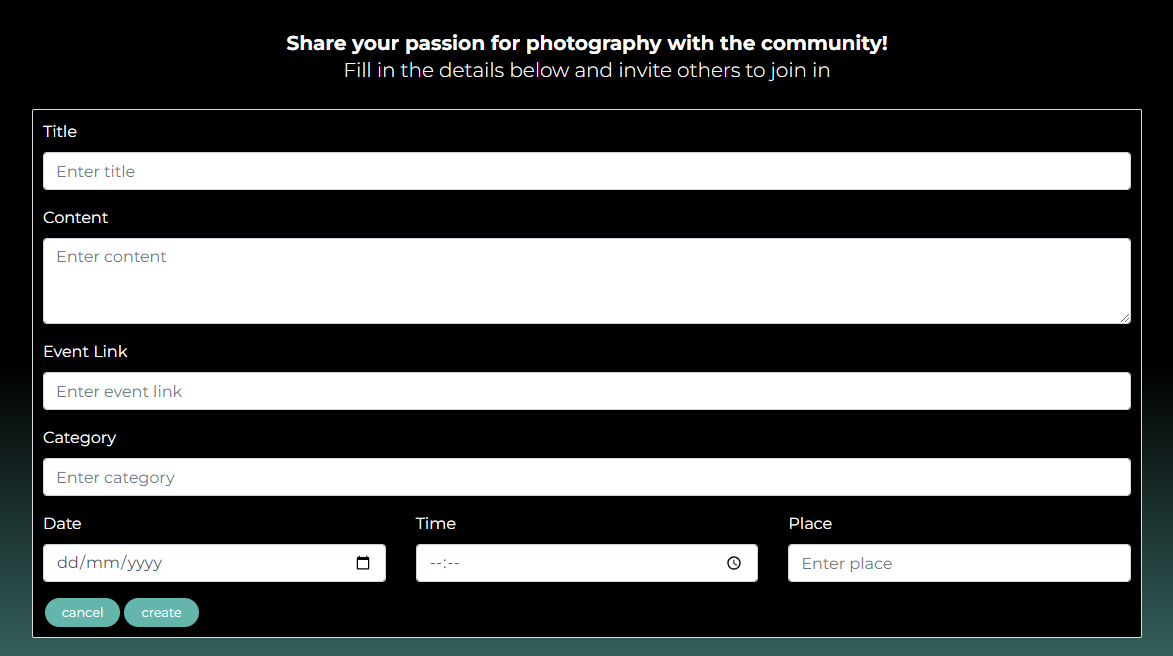 Share your passion for photography with the community!
Fill in the details below and invite others to join in
Title
Enter title
Content
Enter content
Event Link
Enter event link
Category
Enter category
Date Time Place
dd/mm/yyyy --:-- Enter place
cancel create